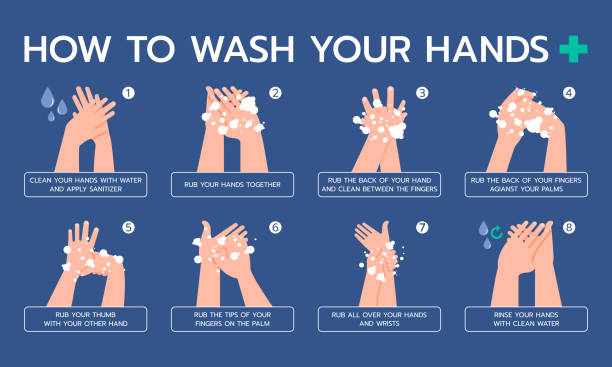 HOW TO WASH YOUR HANDS
1
CLEAN YOUR HANDS WITH WATER
AND APPLY SANITIZER
2
RUB YOUR HANDS TOGETHER
3
RUB THE BACK OF YOUR HAND
AND CLEAN BETWEEN THE FINGERS
4
RUB THE BACK OF YOUR FINGERS
AGIANST YOUR PALMS
5
RUB YOUR THUMB
WITH YOUR OTHER HAND
6
RUB THE TIPS OF YOUR
FINGERS ON THE PALM
7
RUB ALL OVER YOUR HANDS
AND WRISTS
8
RINSE YOUR HANDS
WITH CLEAN WATER